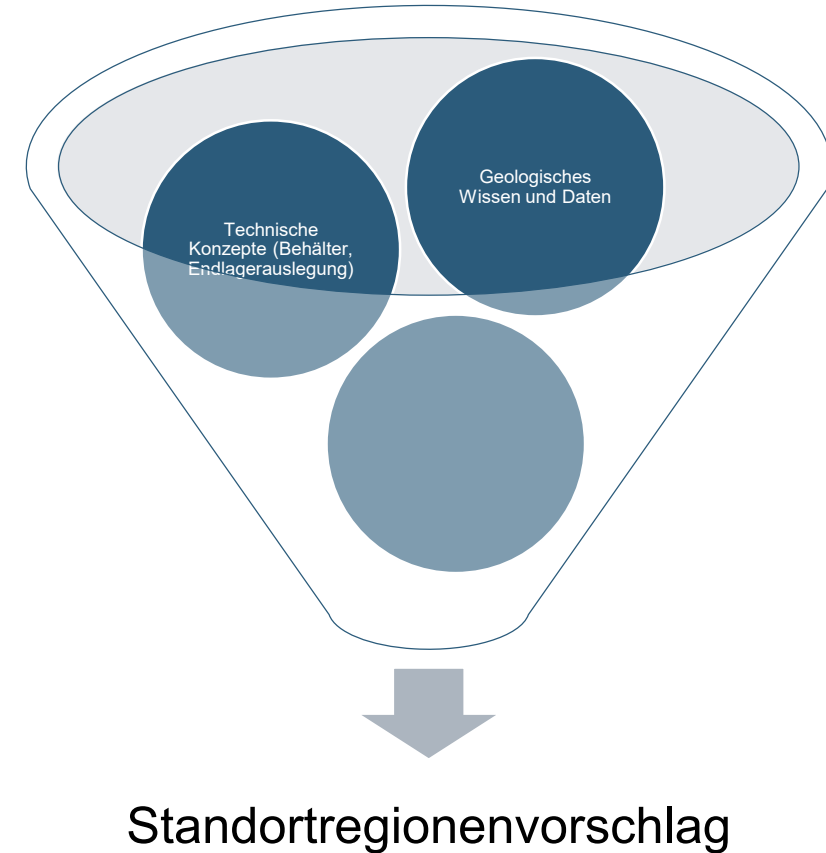 Geologisches
Wissen und Daten
Technische
Konzepte (Behälter,
Endlagerauslegung)
Standortregionenvorschlag